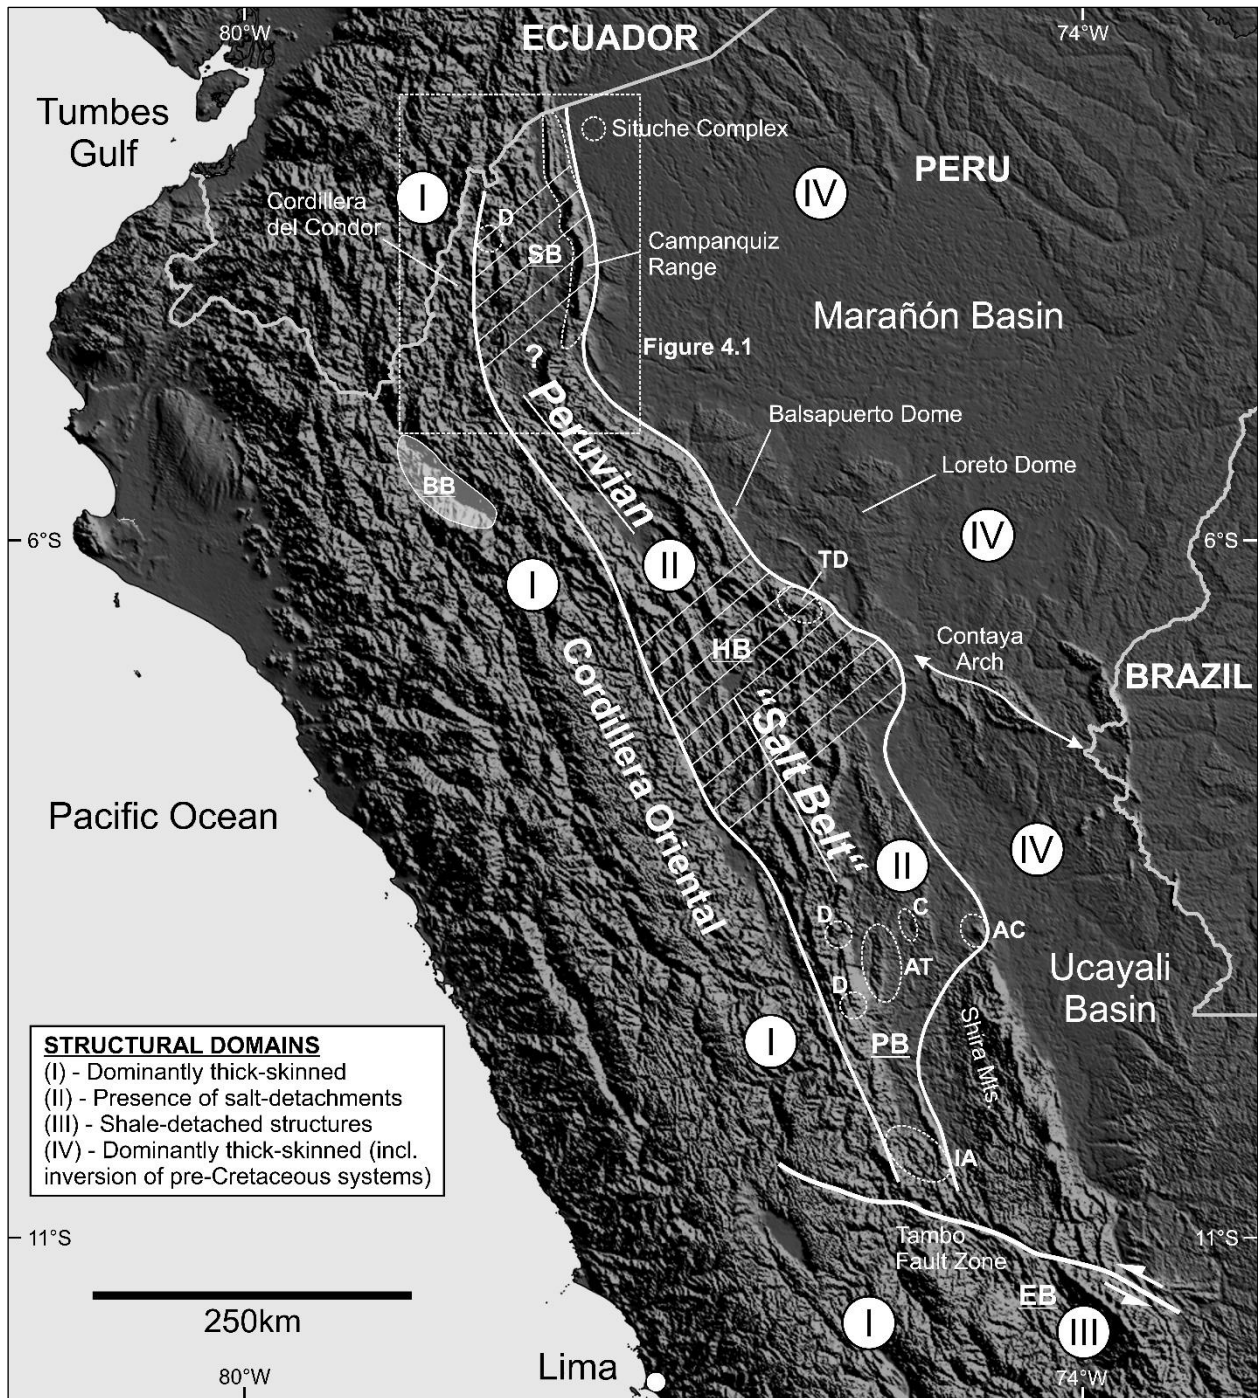 80°W
ECUADOR
74°W
Tumbes
Gulf
Situche Complex
PERU
I
IV
Cordillera
del Condor
D
SB
Campanquiz
Range
Marañón Basin
?
Figure 4.1
Peruvian
Balsapuerto Dome
Loreto Dome
BB
6°S
II
IV
6°S
I
TD
HB
Contaya
Arch
BRAZIL
Cordillera Oriental
"Salt Belt"
Pacific Ocean
IV
II
C
D
AC
AT
Ucayali
Basin
D
I
PB
Shira Mts.
STRUCTURAL DOMAINS
(I) - Dominantly thick-skinned
(II) - Presence of salt-detachments
(III) - Shale-detached structures
(IV) - Dominantly thick-skinned (incl.
inversion of pre-Cretaceous systems)
IA
11°S
Tambo
Fault Zone
11°S
EB
250km
I
III
Lima
80°W
74°W